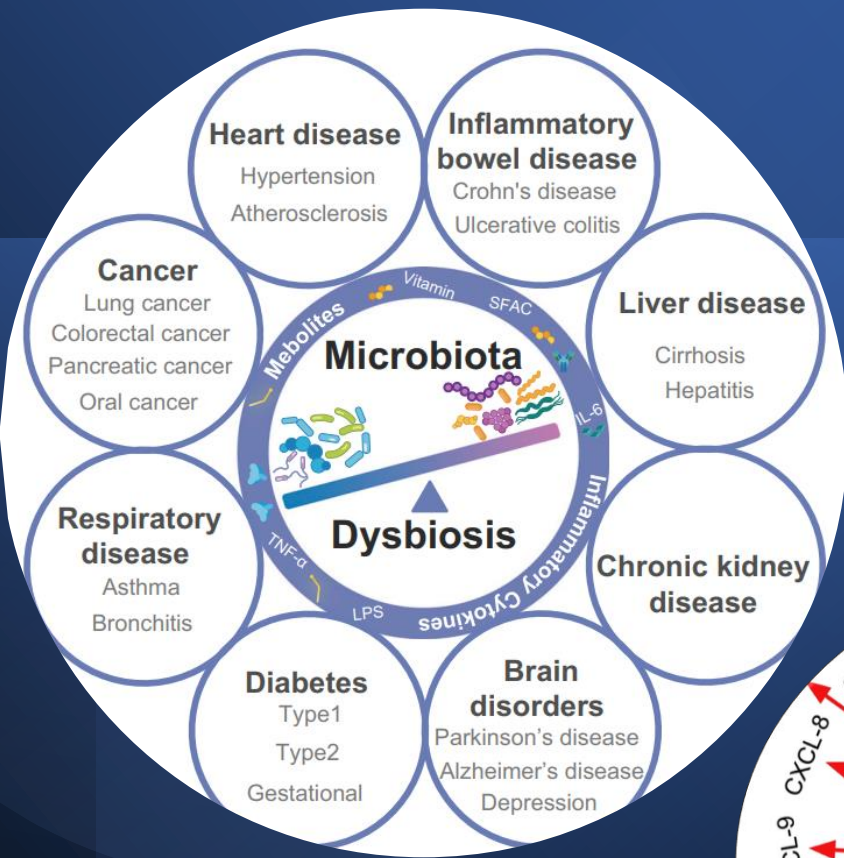 Heart disease
Hypertension
Atherosclerosis
Inflammatory
bowel disease
Crohn's disease
Ulcerative colitis
Cancer
Lung cancer
Colorectal cancer
Pancreatic cancer
Oral cancer
Liver disease
Cirrhosis
Hepatitis
Mebolites
Vitamin
SFAC
IL-6
Inflammatory Cytokines
LPS
TNF-α
Microbiota
Dysbiosis
Respiratory
disease
Asthma
Bronchitis
Chronic kidney
disease
Diabetes
Type1
Type2
Gestational
Brain
disorders
Parkinson’s disease
Alzheimer’s disease
Depression
CXCL-8